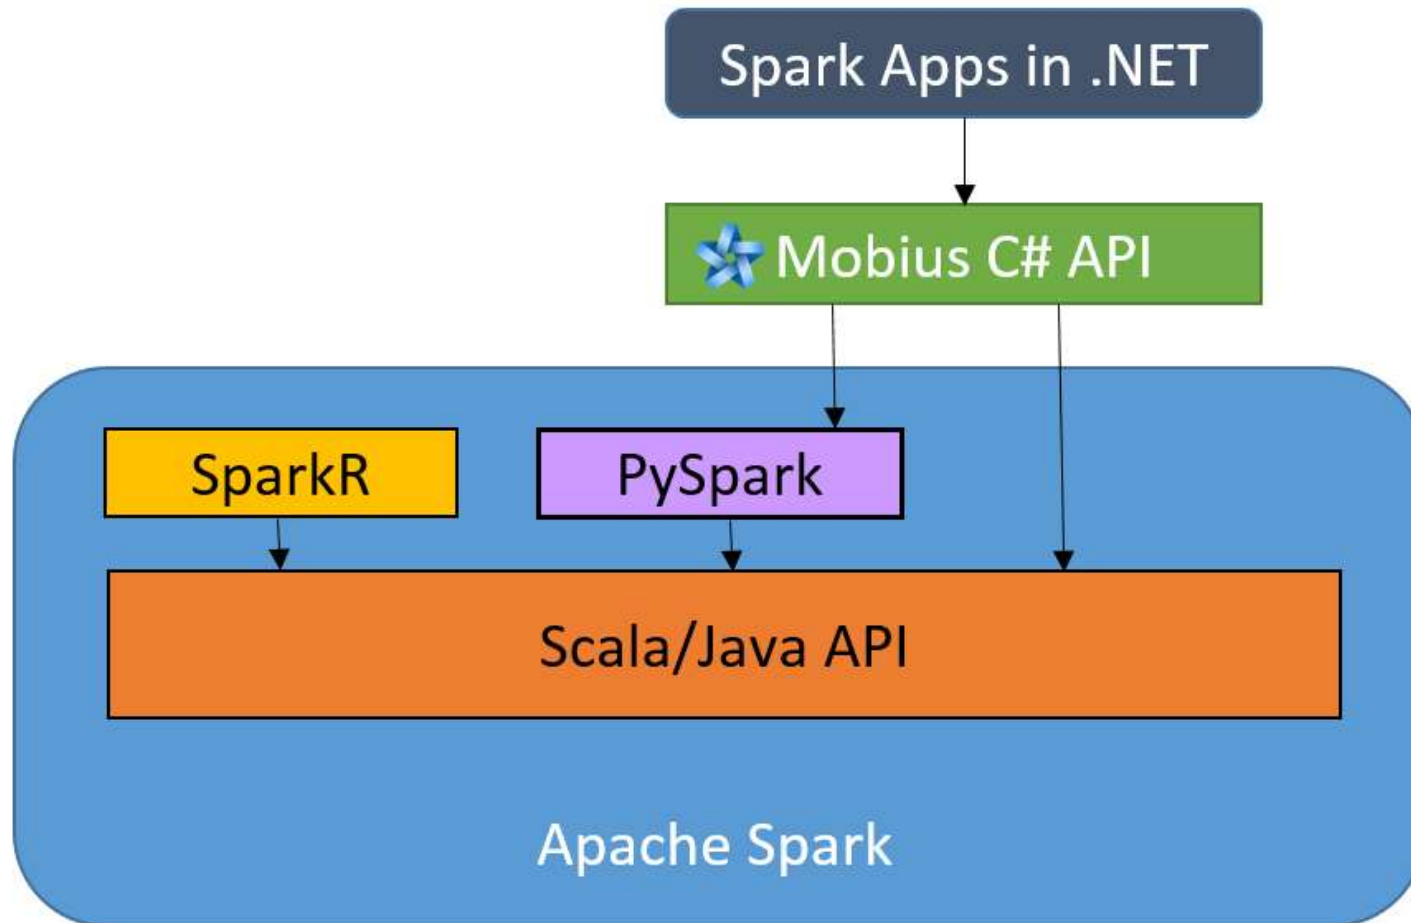 Spark Apps in .NET
Mobius C# API
SparkR
PySpark
Scala/Java API
Apache Spark